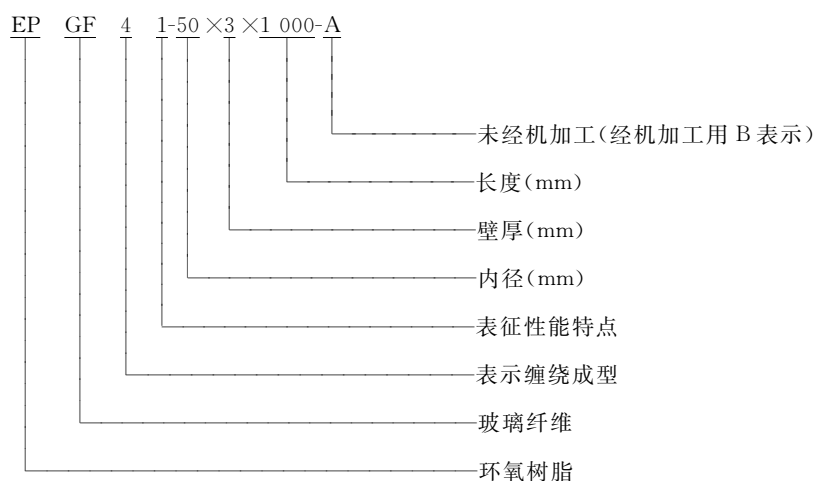 EP GF 4 1-50×3×1 000-A
未经机加工(经机加工用 B 表示)
长度(mm)
壁厚(mm)
内径(mm)
表征性能特点
表示缠绕成型
玻璃纤维
环氧树脂